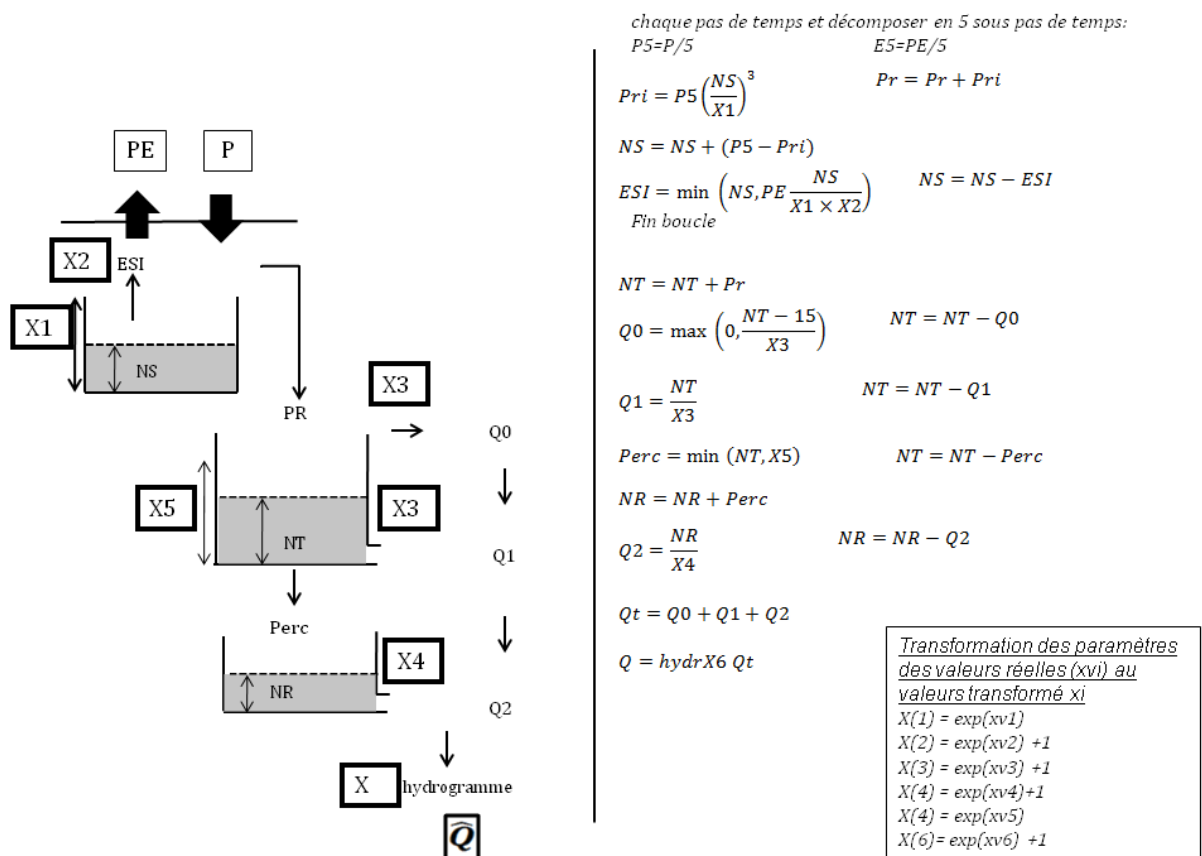 PE
P
X2
ESI
X1
NS
X3
PR
Q0
X5
X3
NT
Q1
Perc
X4
NR
Q2
X
hydrogramme
Q̂
chaque pas de temps et décomposer en 5 sous pas de temps:
P5=P/5 E5=PE/5
Pri = P5(NS/X1)^3 Pr = Pr + Pri
NS = NS + (P5 − Pri)
ESI = min (NS, PE NS/(X1 × X2)) NS = NS − ESI
Fin boucle
NT = NT + Pr
Q0 = max (0, (NT − 15)/X3) NT = NT − Q0
Q1 = NT/X3 NT = NT − Q1
Perc = min (NT, X5) NT = NT − Perc
NR = NR + Perc
Q2 = NR/X4 NR = NR − Q2
Qt = Q0 + Q1 + Q2
Q = hydrX6 Qt
Transformation des paramètres
des valeurs réelles (xvi) au
valeurs transformé xi
X(1) = exp(xv1)
X(2) = exp(xv2) +1
X(3) = exp(xv3) +1
X(4) = exp(xv4)+1
X(4) = exp(xv5)
X(6)= exp(xv6) +1